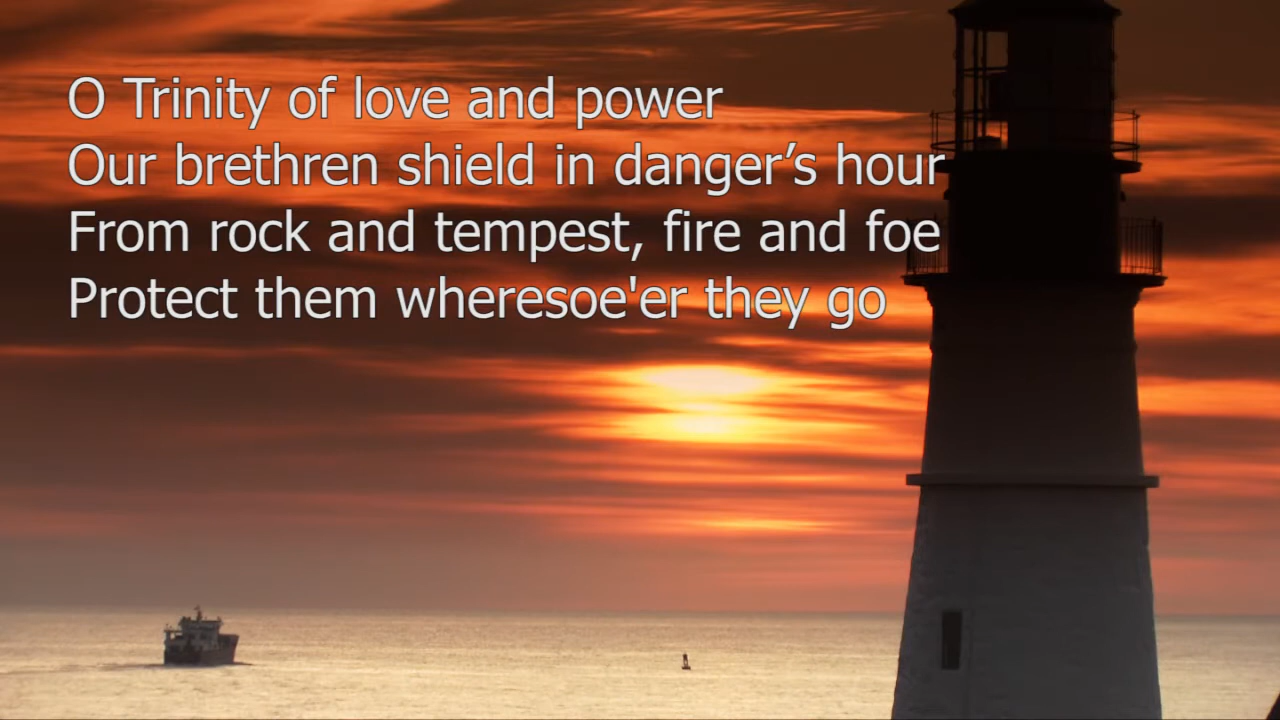 O Trinity of love and power
Our brethren shield in danger’s hour
From rock and tempest, fire and foe
Protect them wheresoe'er they go